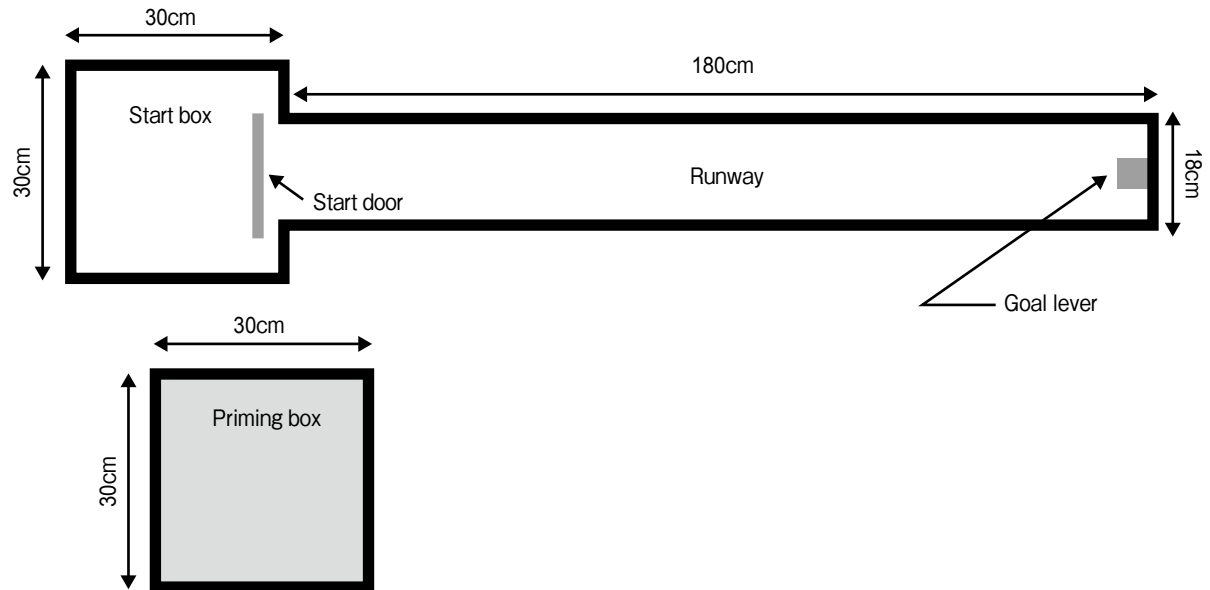 30cm
180cm
Start box
30cm
Runway
18cm
Start door
Goal lever
30cm
Priming box
30cm